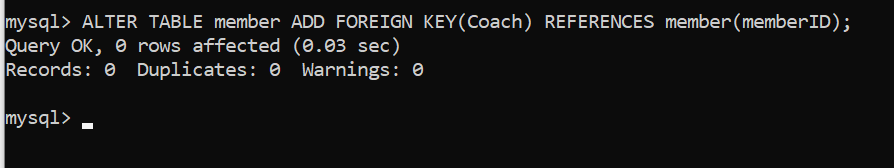 mysql> ALTER TABLE member ADD FOREIGN KEY(Coach) REFERENCES member(memberID);
Query OK, 0 rows affected (0.03 sec)
Records: 0  Duplicates: 0  Warnings: 0
mysql>